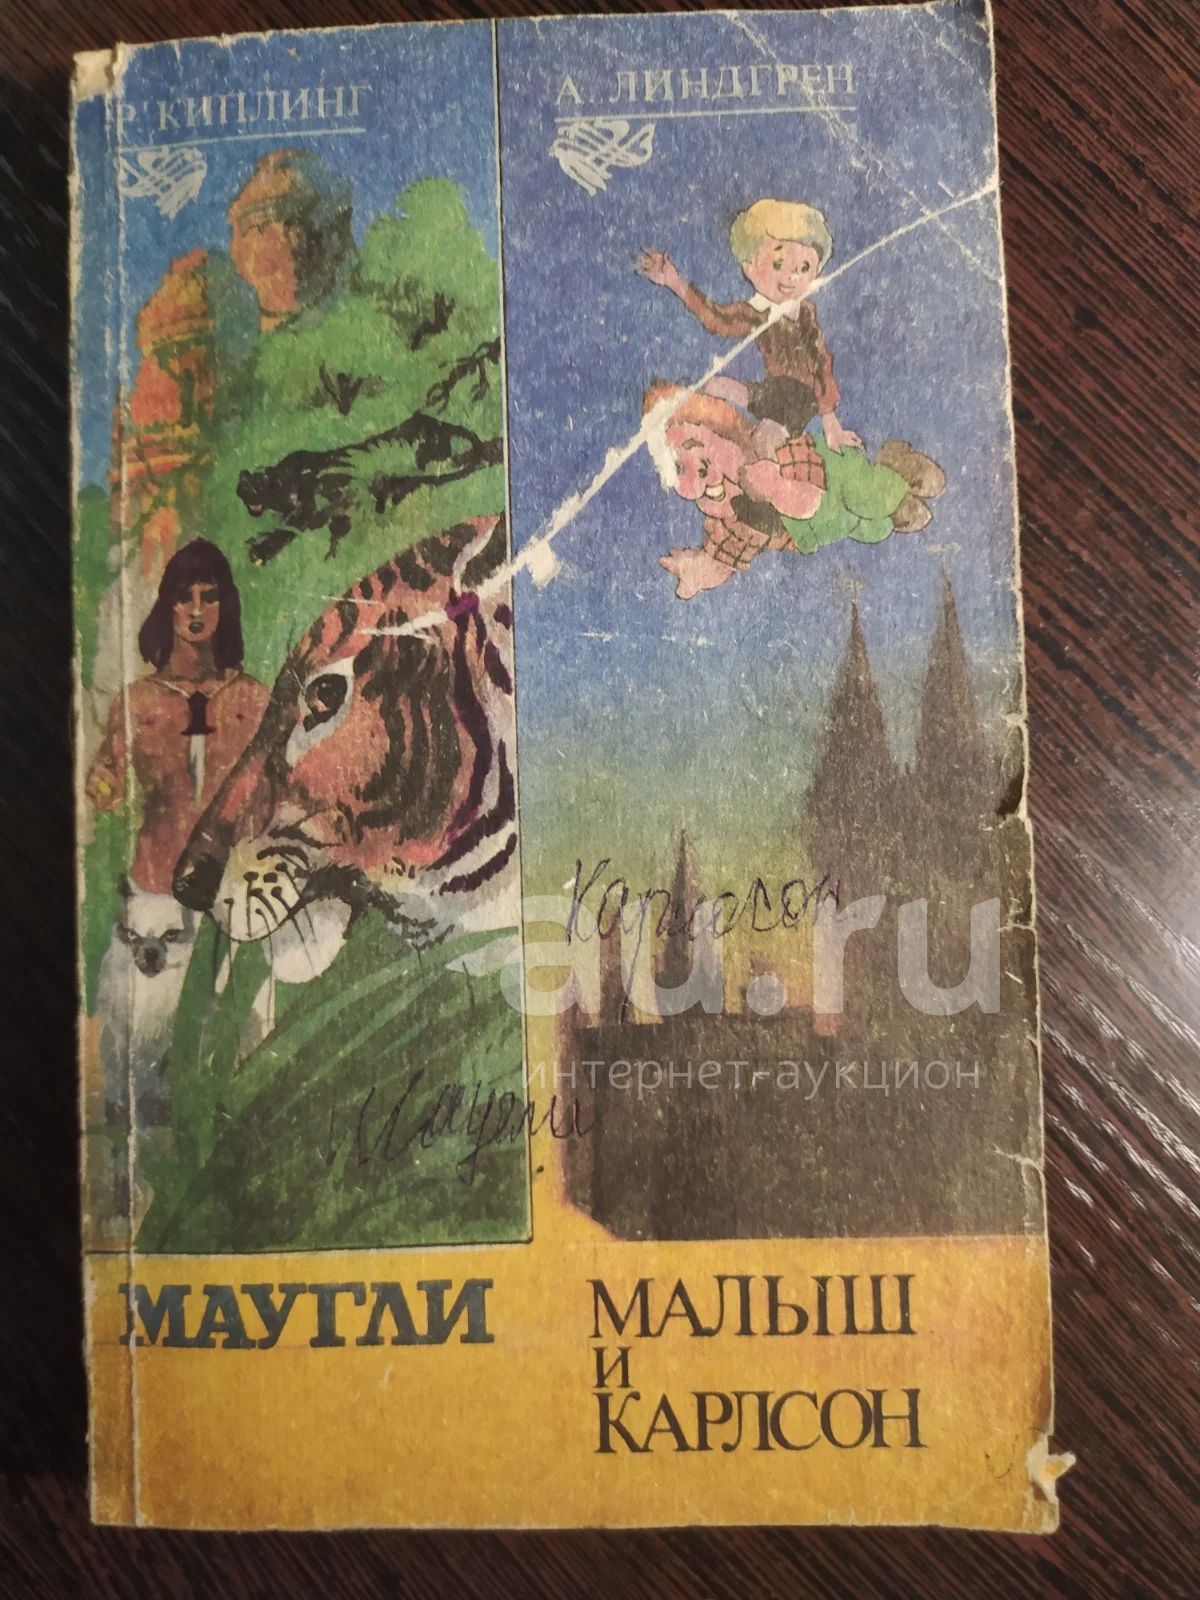 Р. КИПЛИНГ
А. ЛИНДГРЕН
Карлсон
au.ru
интернет-аукцион
Маугли
МАУГЛИ
МАЛЫШ
И
КАРЛСОН